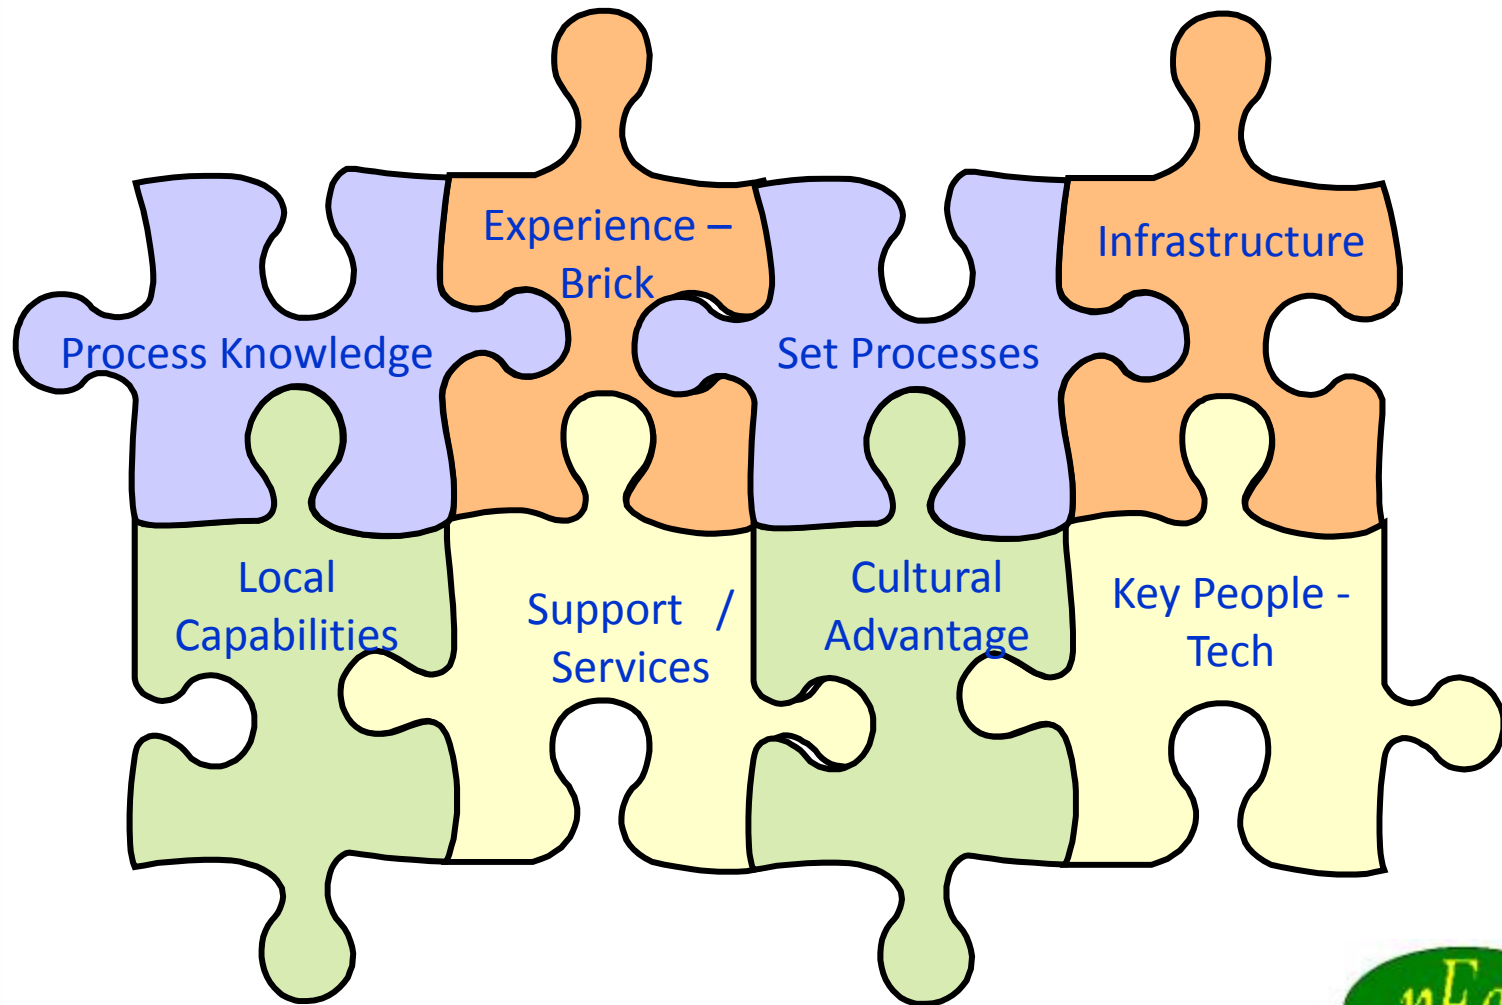 Experience –
Brick
Infrastructure
Process Knowledge
Set Processes
Local
Capabilities
Support /
Services
Cultural
Advantage
Key People -
Tech